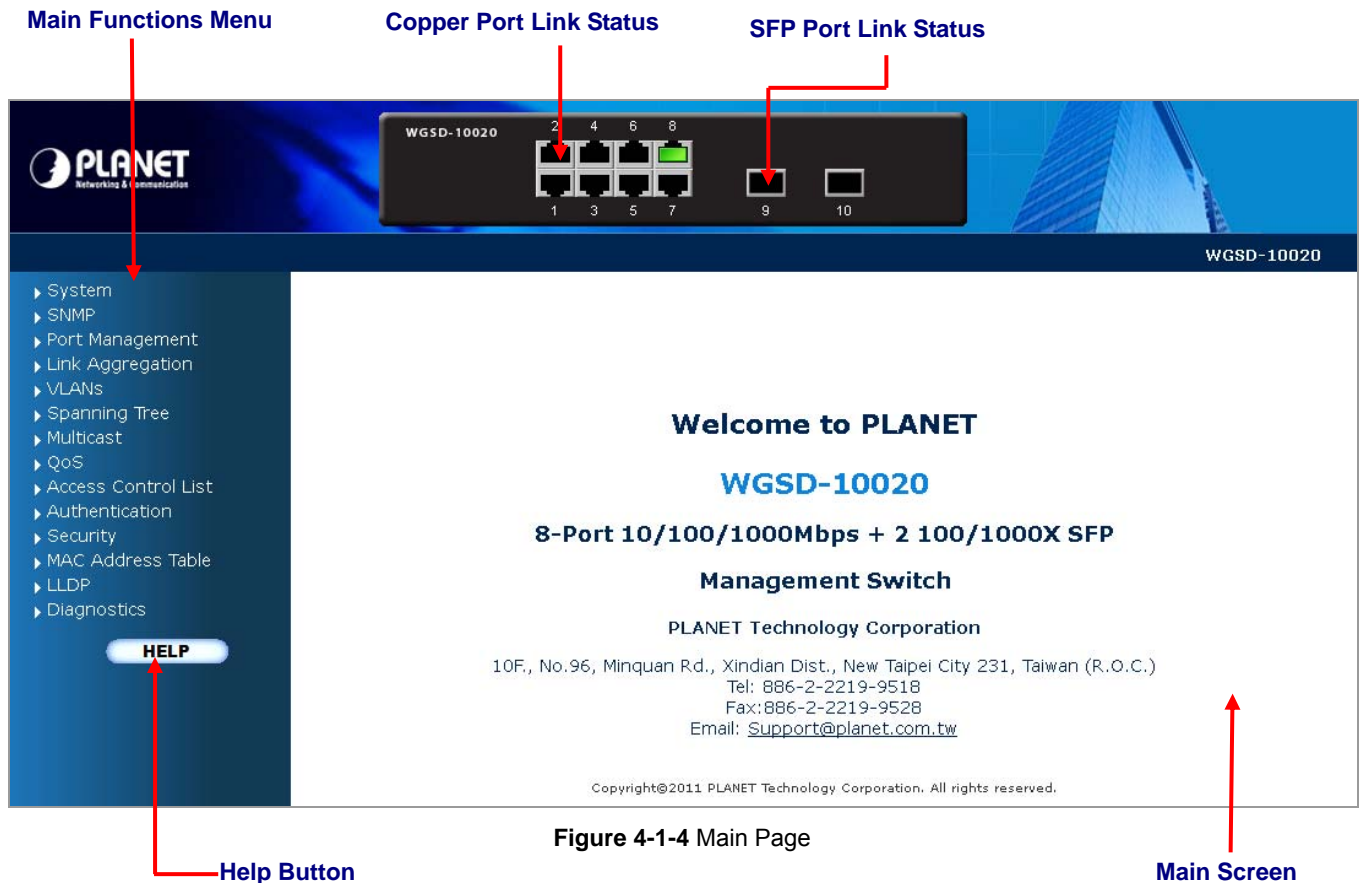 Main Functions Menu
Copper Port Link Status
SFP Port Link Status
PLANET
Networking & Communication
WGSD-10020
2 4 6 8
1 3 5 7 9 10
WGSD-10020
System
SNMP
Port Management
Link Aggregation
VLANs
Spanning Tree
Multicast
QoS
Access Control List
Authentication
Security
MAC Address Table
LLDP
Diagnostics
HELP
Welcome to PLANET
WGSD-10020
8-Port 10/100/1000Mbps + 2 100/1000X SFP
Management Switch
PLANET Technology Corporation
10F., No.96, Minquan Rd., Xindian Dist., New Taipei City 231, Taiwan (R.O.C.)
Tel: 886-2-2219-9518
Fax:886-2-2219-9528
Email: Support@planet.com.tw
Copyright©2011 PLANET Technology Corporation. All rights reserved.
Figure 4-1-4 Main Page
Help Button
Main Screen